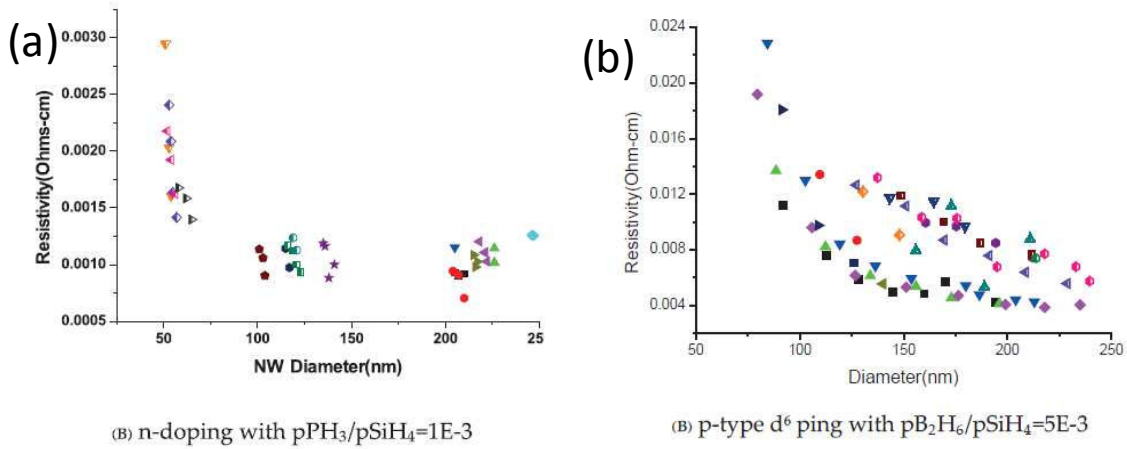 (a)
0.0030
0.0025
0.0020
0.0015
0.0010
0.0005
Resistivity(Ohms-cm)
50 100 150 200 25
NW Diameter(nm)
(B) n-doping with pPH₃/pSiH₄=1E-3
(b)
0.024
0.020
0.016
0.012
0.008
0.004
Resistivity(Ohm-cm)
50 100 150 200 250
Diameter(nm)
(B) p-type d⁶ ping with pB₂H₆/pSiH₄=5E-3